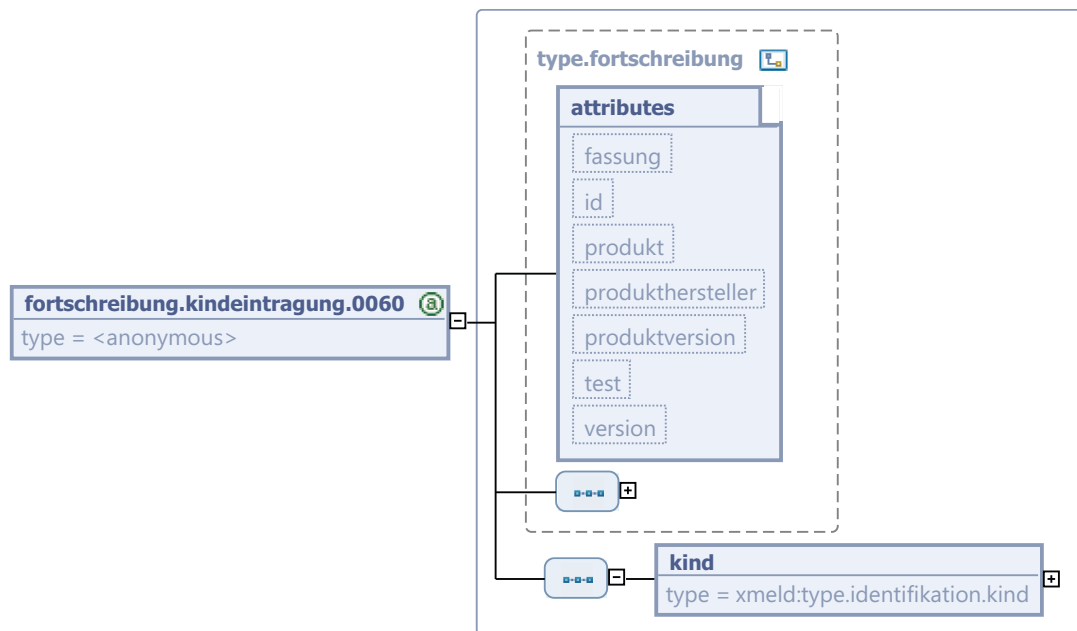 type.fortschreibung
attributes
fassung
id
produkt
produkthersteller
produktversion
test
version
fortschreibung.kindeintragung.0060 a
type = <anonymous>
kind
type = xmeld:type.identifikation.kind